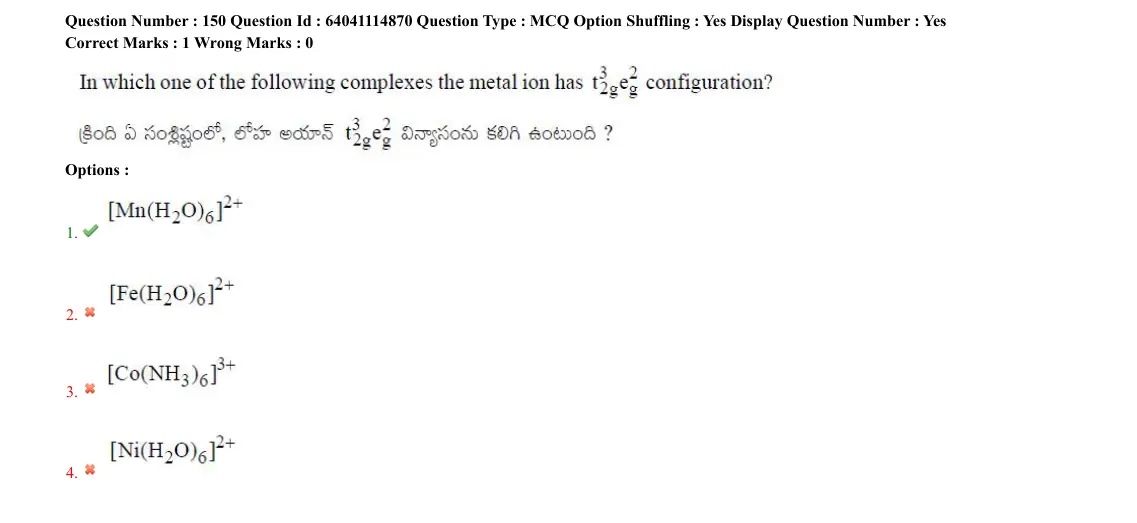 Question Number : 150 Question Id : 64041114870 Question Type : MCQ Option Shuffling : Yes Display Question Number : Yes
Correct Marks : 1 Wrong Marks : 0
In which one of the following complexes the metal ion has t₂g³eg² configuration?
క్రింది ఏ సంశ్లిష్టంలో, లోహ అయాన్ t₂g³eg² విన్యాసంను కలిగి ఉంటుంది ?
Options :
[Mn(H₂O)₆]²⁺
1.
[Fe(H₂O)₆]²⁺
2.
[Co(NH₃)₆]³⁺
3.
[Ni(H₂O)₆]²⁺
4.